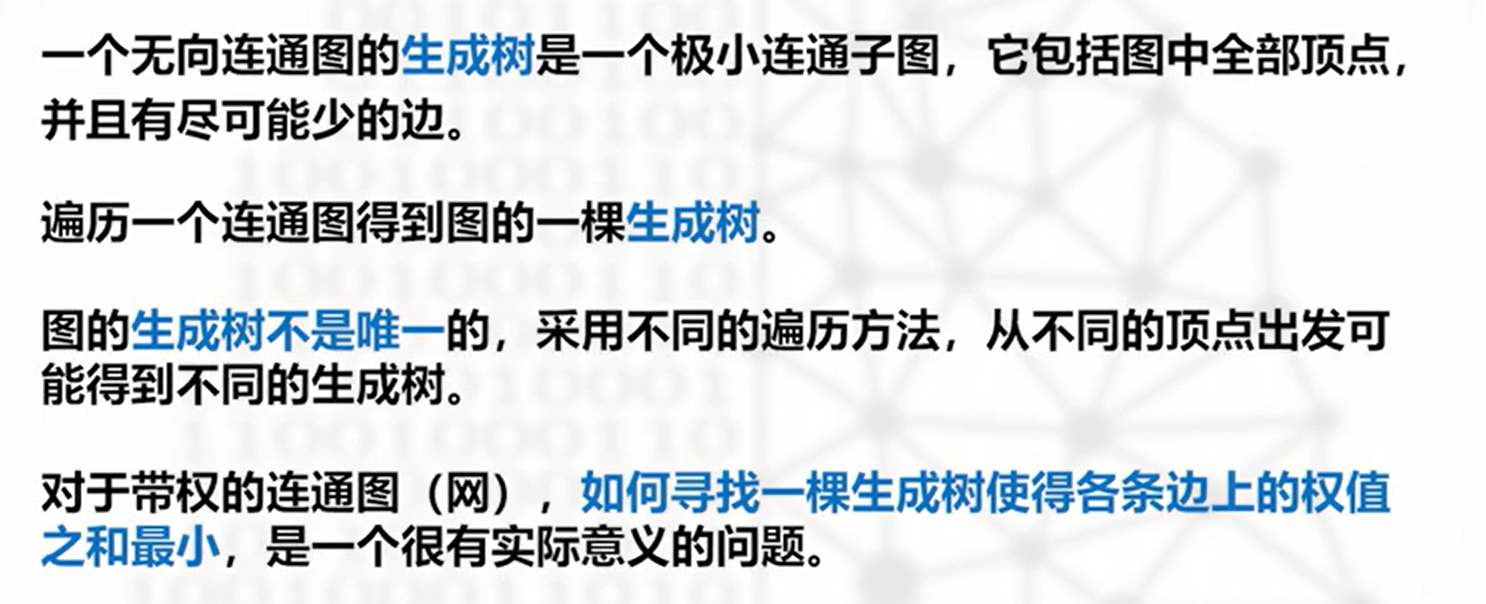 一个无向连通图的生成树是一个极小连通子图，它包括图中全部顶点，
并且有尽可能少的边。
遍历一个连通图得到图的一棵生成树。
图的生成树不是唯一的，采用不同的遍历方法，从不同的顶点出发可
能得到不同的生成树。
对于带权的连通图（网），如何寻找一棵生成树使得各条边上的权值
之和最小，是一个很有实际意义的问题。